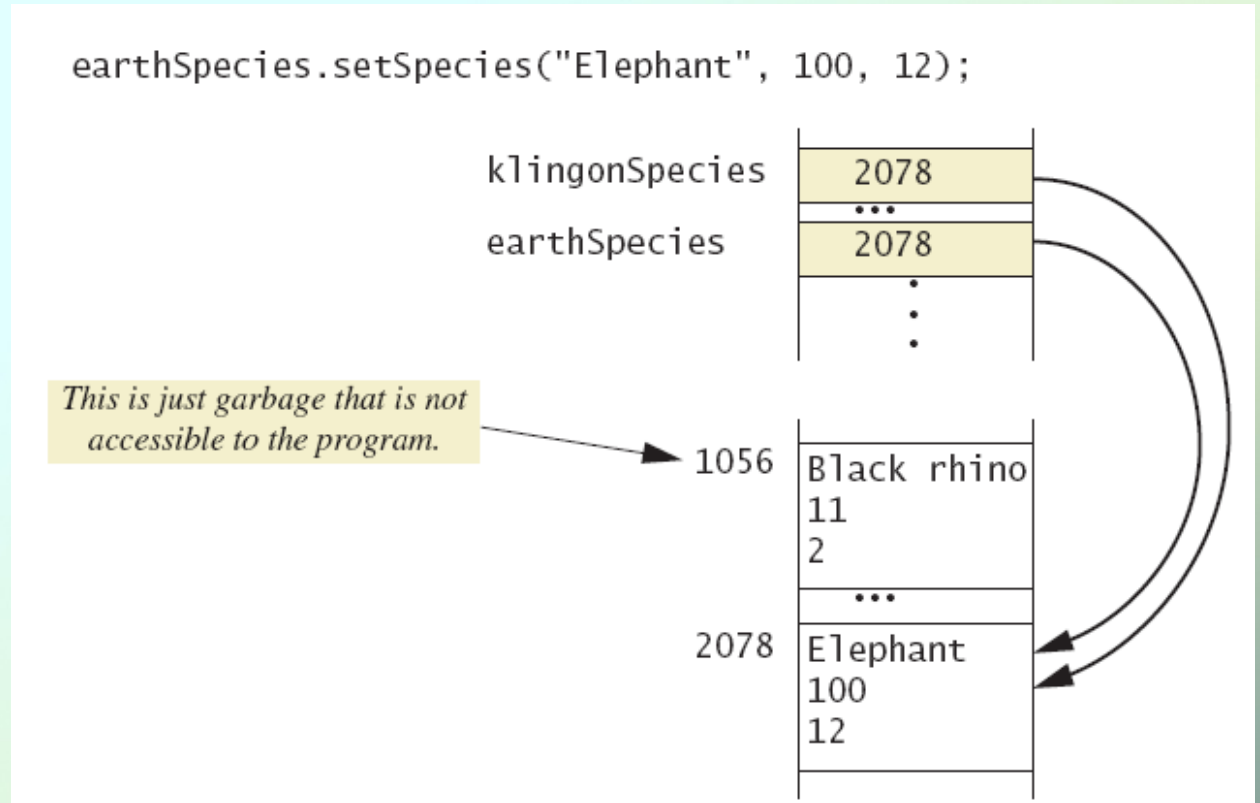 earthSpecies.setSpecies("Elephant", 100, 12);
klingonSpecies 2078
...
earthSpecies 2078
This is just garbage that is not
accessible to the program.
1056 Black rhino
11
2
...
2078 Elephant
100
12